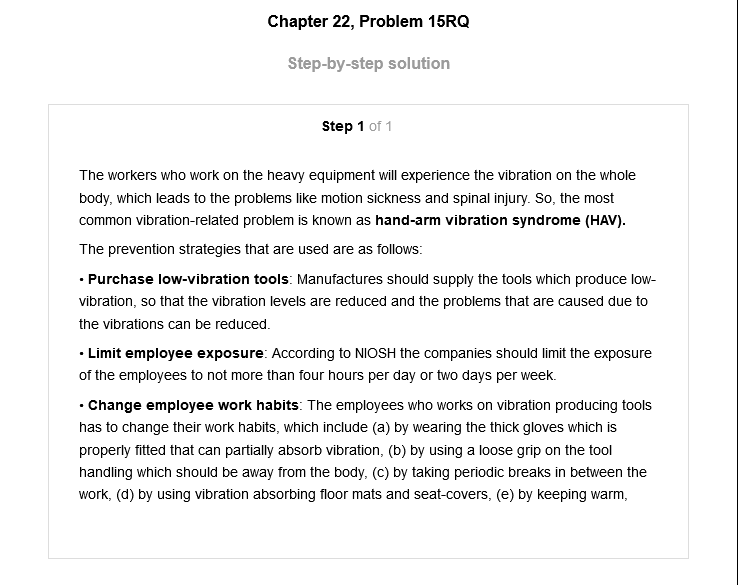 Chapter 22, Problem 15RQ
Step-by-step solution
Step 1 of 1
The workers who work on the heavy equipment will experience the vibration on the whole
body, which leads to the problems like motion sickness and spinal injury. So, the most
common vibration-related problem is known as hand-arm vibration syndrome (HAV).
The prevention strategies that are used are as follows:
• Purchase low-vibration tools: Manufactures should supply the tools which produce low-
vibration, so that the vibration levels are reduced and the problems that are caused due to
the vibrations can be reduced.
• Limit employee exposure: According to NIOSH the companies should limit the exposure
of the employees to not more than four hours per day or two days per week.
• Change employee work habits: The employees who works on vibration producing tools
has to change their work habits, which include (a) by wearing the thick gloves which is
properly fitted that can partially absorb vibration, (b) by using a loose grip on the tool
handling which should be away from the body, (c) by taking periodic breaks in between the
work, (d) by using vibration absorbing floor mats and seat-covers, (e) by keeping warm,